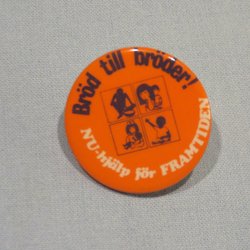 Bröd till bröder!
NU-hjälp för FRAMTIDEN